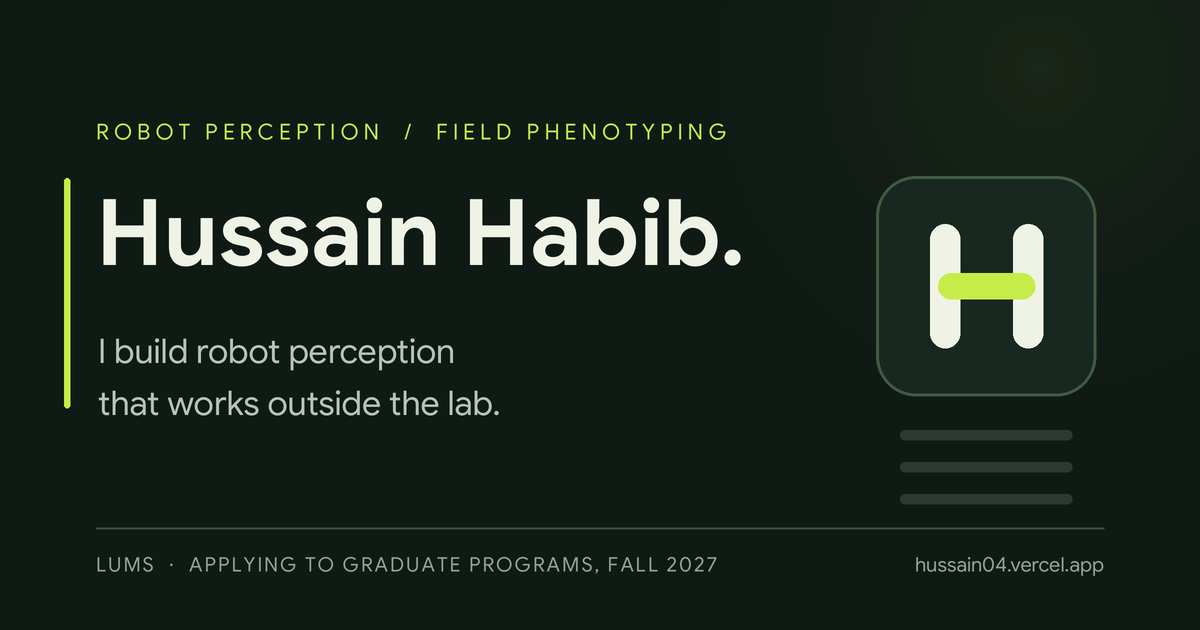 ROBOT PERCEPTION / FIELD PHENOTYPING
Hussain Habib.
I build robot perception
that works outside the lab.
H
LUMS · APPLYING TO GRADUATE PROGRAMS, FALL 2027
hussain04.vercel.app